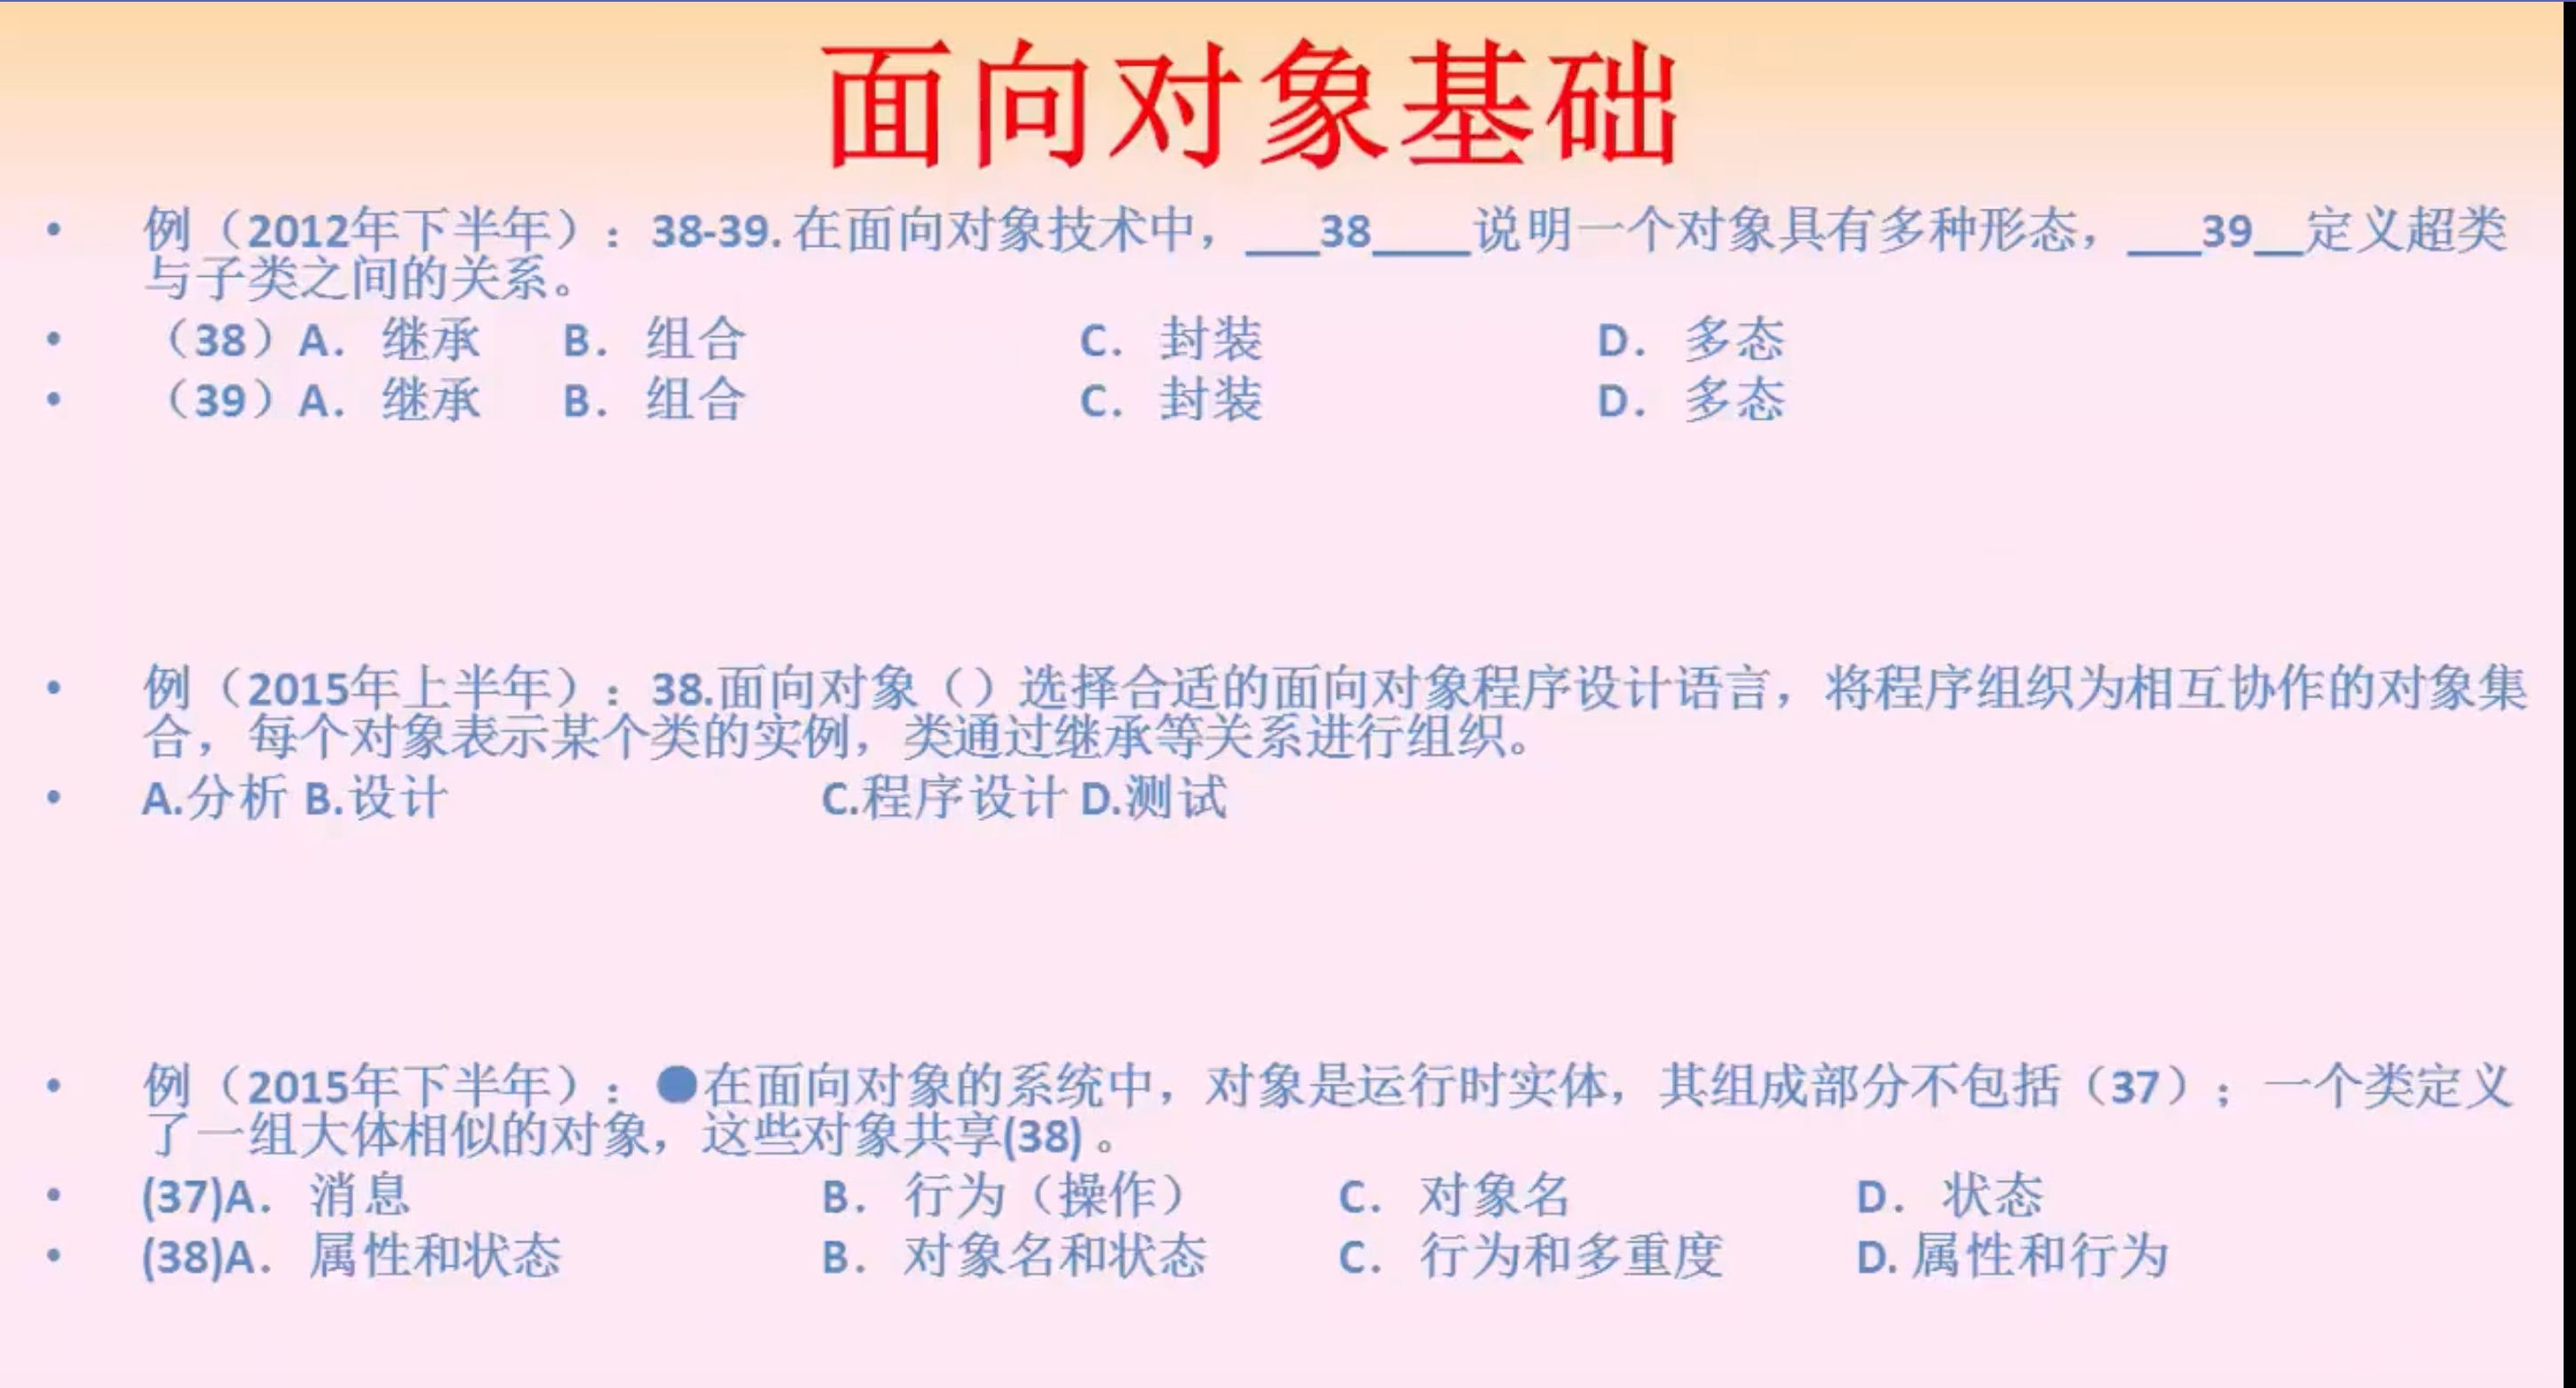 面向对象基础
• 例（2012年下半年）：38-39.在面向对象技术中，___38____说明一个对象具有多种形态，___39__定义超类
与子类之间的关系。
• （38）A．继承 B．组合 C．封装 D．多态
• （39）A．继承 B．组合 C．封装 D．多态
• 例（2015年上半年）：38.面向对象（）选择合适的面向对象程序设计语言，将程序组织为相互协作的对象集
合，每个对象表示某个类的实例，类通过继承等关系进行组织。
• A.分析 B.设计 C.程序设计 D.测试
• 例（2015年下半年）：●在面向对象的系统中，对象是运行时实体，其组成部分不包括（37）；一个类定义
了一组大体相似的对象，这些对象共享(38) 。
• (37)A．消息 B．行为（操作） C．对象名 D．状态
• (38)A．属性和状态 B．对象名和状态 C．行为和多重度 D. 属性和行为